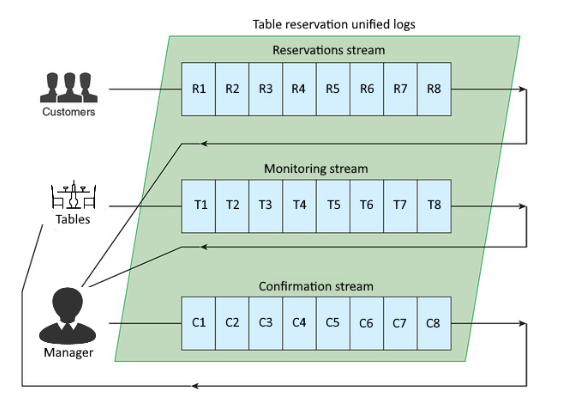 Table reservation unified logs
Reservations stream
R1 R2 R3 R4 R5 R6 R7 R8
Customers
Monitoring stream
T1 T2 T3 T4 T5 T6 T7 T8
Tables
Confirmation stream
C1 C2 C3 C4 C5 C6 C7 C8
Manager